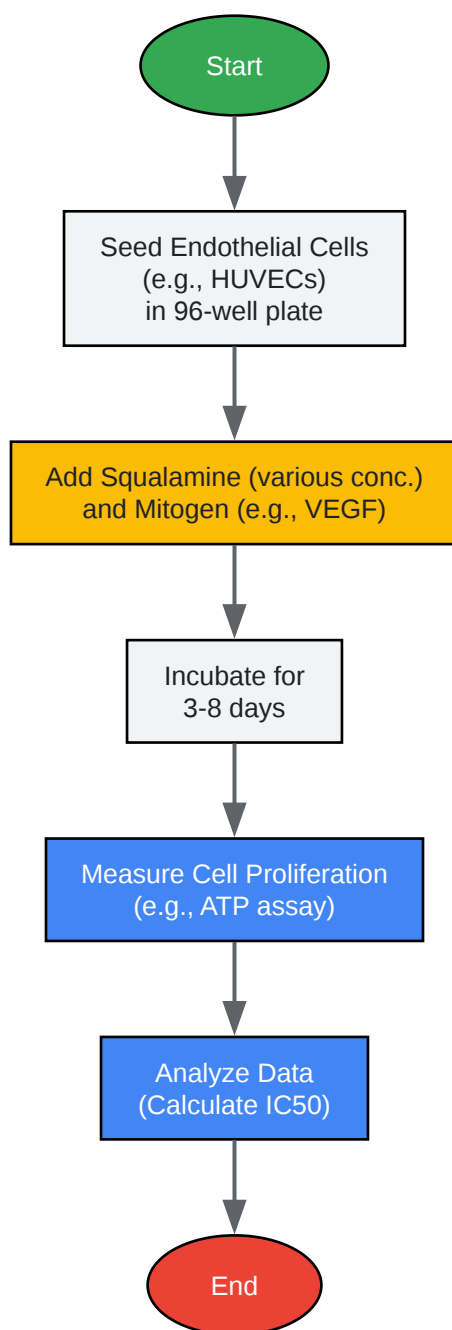 Start
Seed Endothelial Cells
(e.g., HUVECs)
in 96-well plate
Add Squalamine (various conc.)
and Mitogen (e.g., VEGF)
Incubate for
3-8 days
Measure Cell Proliferation
(e.g., ATP assay)
Analyze Data
(Calculate IC50)
End